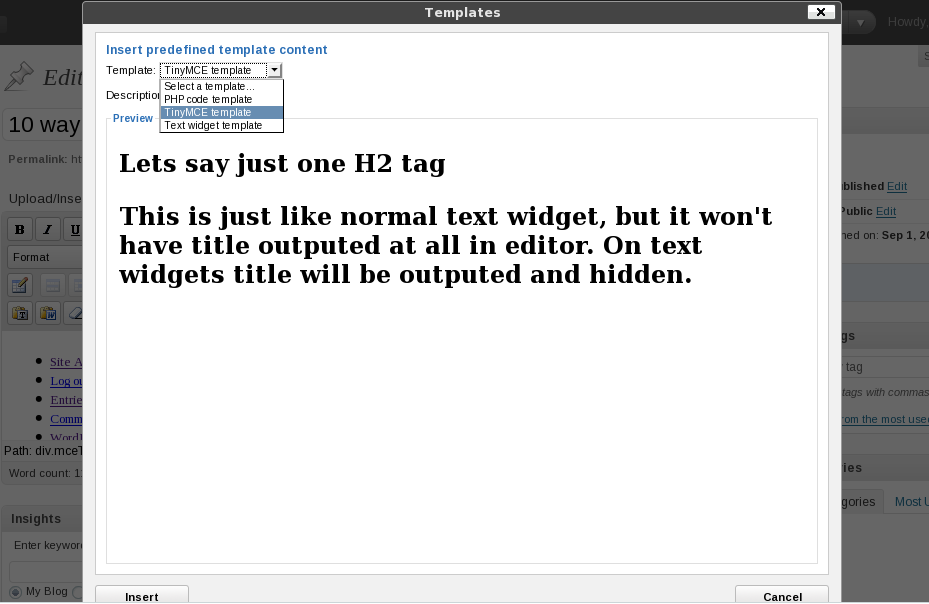 Templates
Howdy,
Insert predefined template content
Template: TinyMCE template
Select a template...
PHP code template
TinyMCE template
Text widget template
Description
Preview
Lets say just one H2 tag
This is just like normal text widget, but it won't
have title outputed at all in editor. On text
widgets title will be outputed and hidden.
Insert
Cancel
Edit
10 way
Permalink: ht
Upload/Inse
B I U
Format
Site A
Log ou
Entrie
Comm
WordP
Path: div.mceT
Word count: 1
Insights
Enter keywor
My Blog
blished Edit
Public Edit
hed on: Sep 1, 20
gs
tag
tags with commas
om the most used
ries
gories
Most U